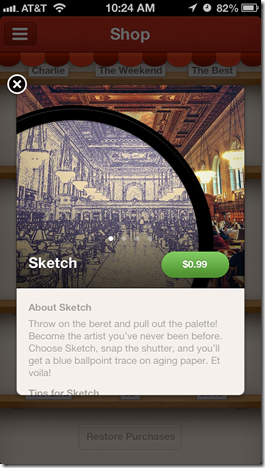 AT&T 10:24 AM 82%
Shop
Charlie The Weekend The Best
Sketch
$0.99
About Sketch
Throw on the beret and pull out the palette!
Become the artist you've never been before.
Choose Sketch, snap the shutter, and you'll
get a blue ballpoint trace on aging paper. Et
voila!
Tips for Sketch
Restore Purchases